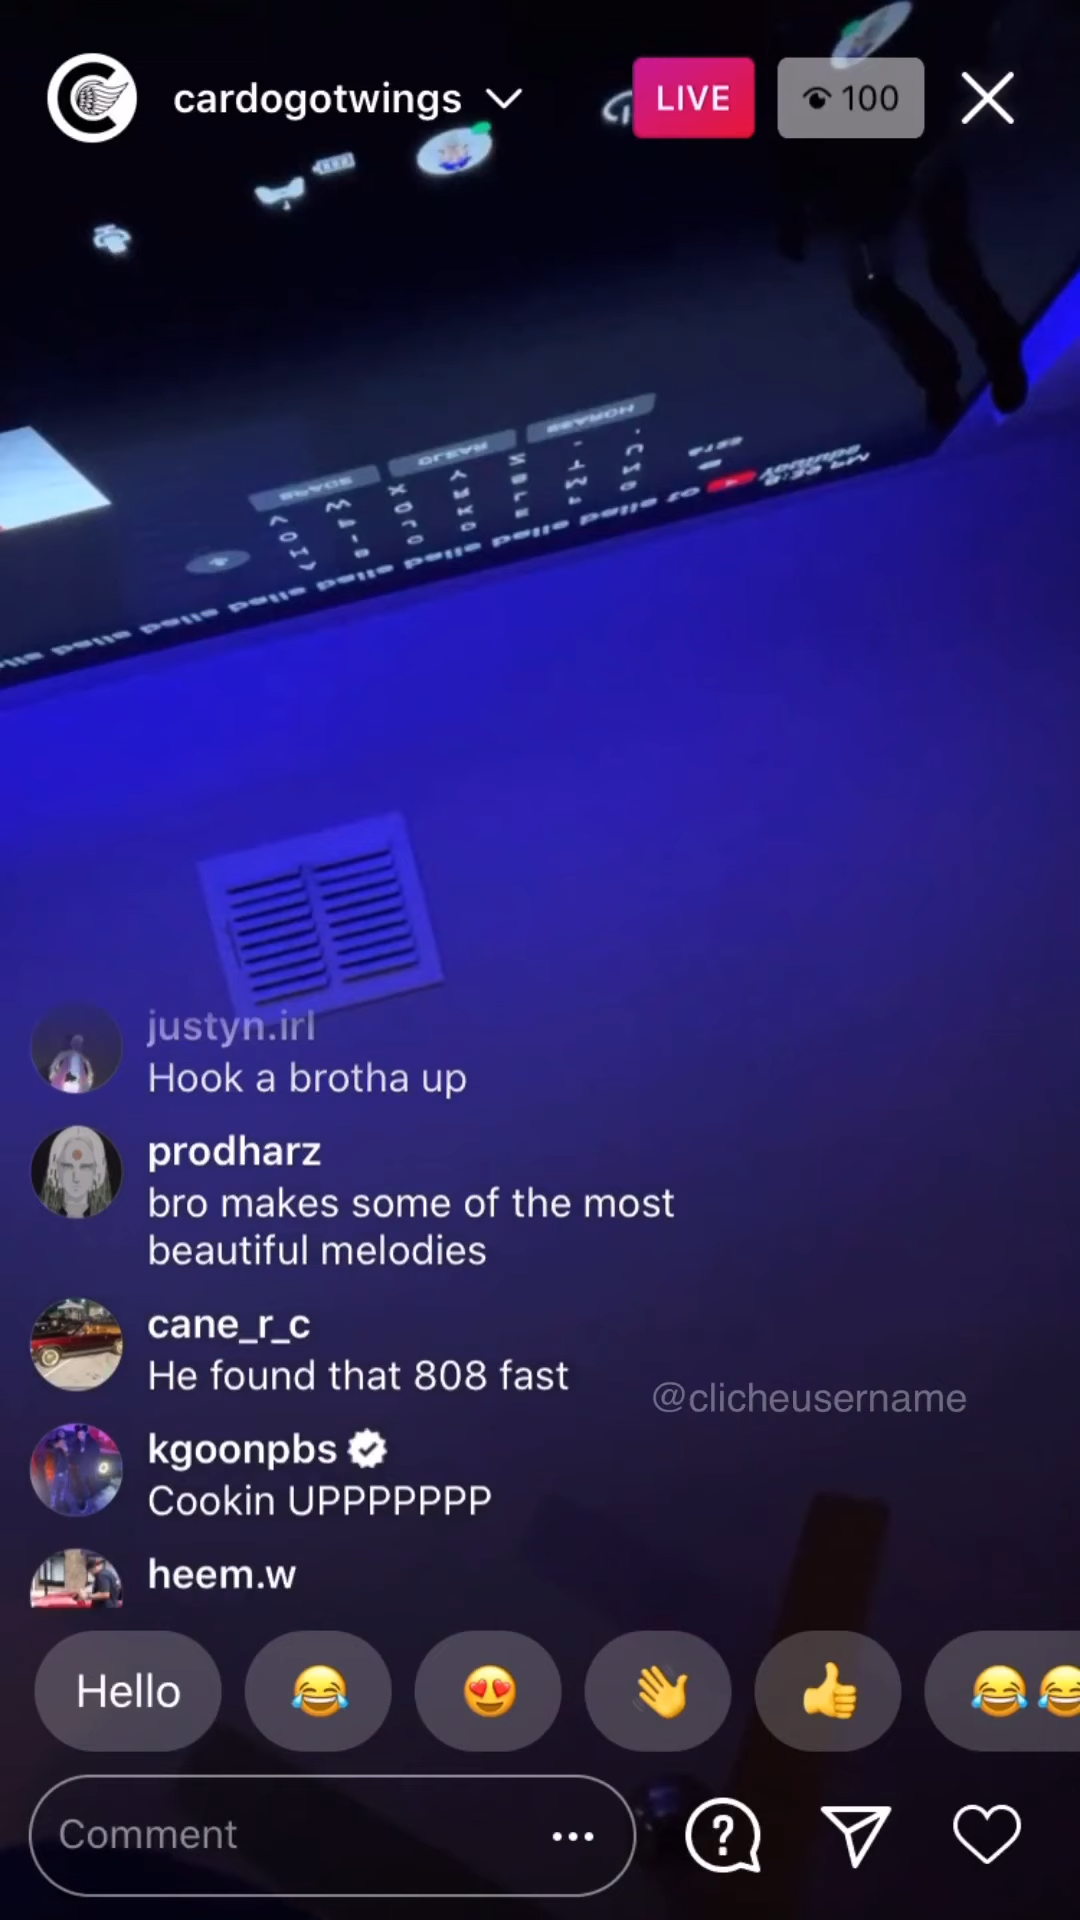 cardogotwings
LIVE
100
justyn.irl
Hook a brotha up
prodharz
bro makes some of the most
beautiful melodies
cane_r_c
He found that 808 fast
@clicheusername
kgoonpbs
Cookin UPPPPPPP
heem.w
Hello
Comment